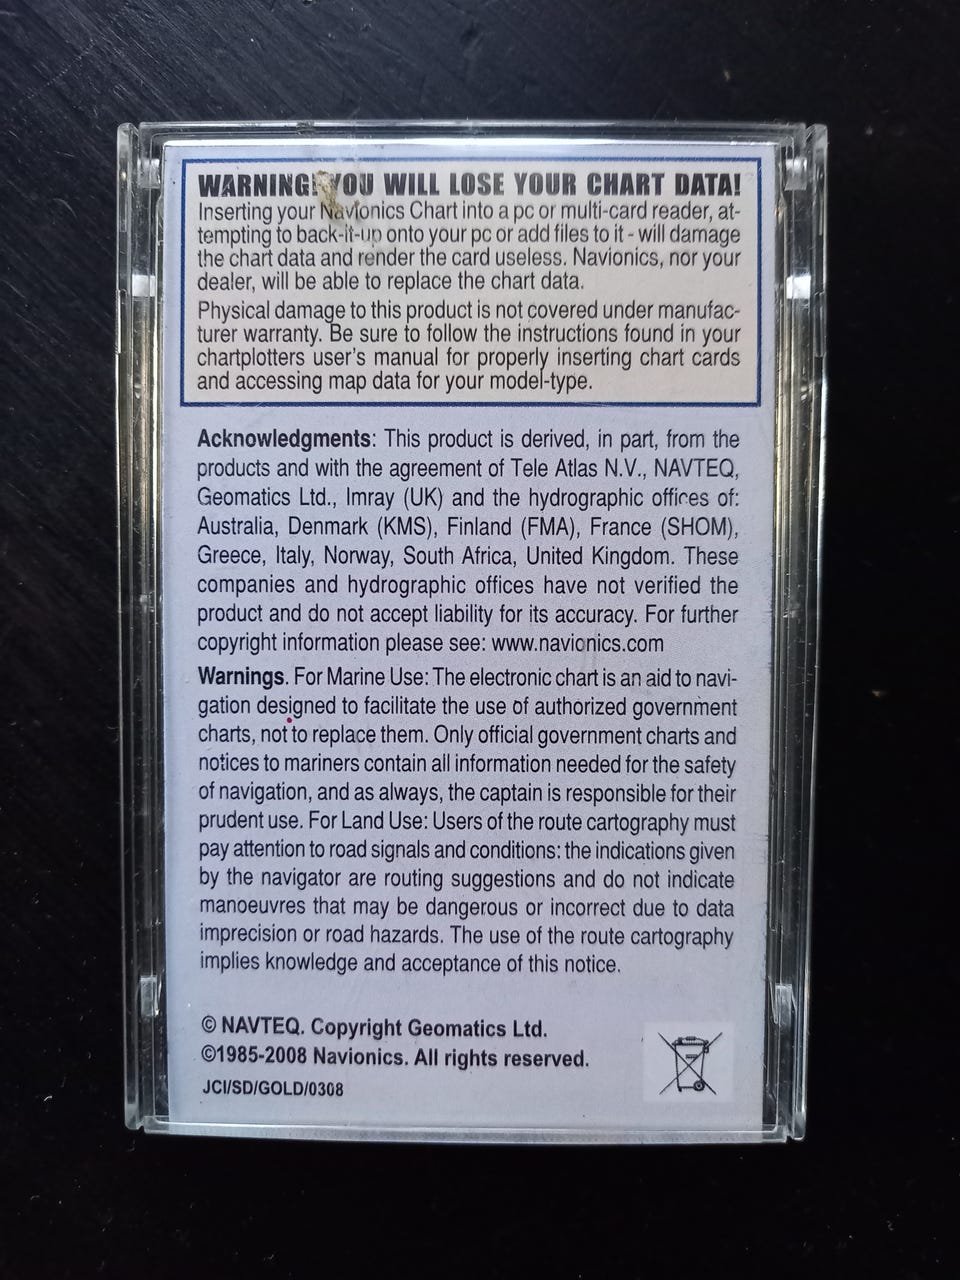 WARNING! YOU WILL LOSE YOUR CHART DATA!
Inserting your Navionics Chart into a pc or multi-card reader, at-
tempting to back-it-up onto your pc or add files to it - will damage
the chart data and render the card useless. Navionics, nor your
dealer, will be able to replace the chart data.
Physical damage to this product is not covered under manufac-
turer warranty. Be sure to follow the instructions found in your
chartplotters user's manual for properly inserting chart cards
and accessing map data for your model-type.
Acknowledgments: This product is derived, in part, from the
products and with the agreement of Tele Atlas N.V., NAVTEQ,
Geomatics Ltd., Imray (UK) and the hydrographic offices of:
Australia, Denmark (KMS), Finland (FMA), France (SHOM),
Greece, Italy, Norway, South Africa, United Kingdom. These
companies and hydrographic offices have not verified the
product and do not accept liability for its accuracy. For further
copyright information please see: www.navionics.com
Warnings. For Marine Use: The electronic chart is an aid to navi-
gation designed to facilitate the use of authorized government
charts, not to replace them. Only official government charts and
notices to mariners contain all information needed for the safety
of navigation, and as always, the captain is responsible for their
prudent use. For Land Use: Users of the route cartography must
pay attention to road signals and conditions: the indications given
by the navigator are routing suggestions and do not indicate
manoeuvres that may be dangerous or incorrect due to data
imprecision or road hazards. The use of the route cartography
implies knowledge and acceptance of this notice.
© NAVTEQ. Copyright Geomatics Ltd.
©1985-2008 Navionics. All rights reserved.
JCI/SD/GOLD/0308